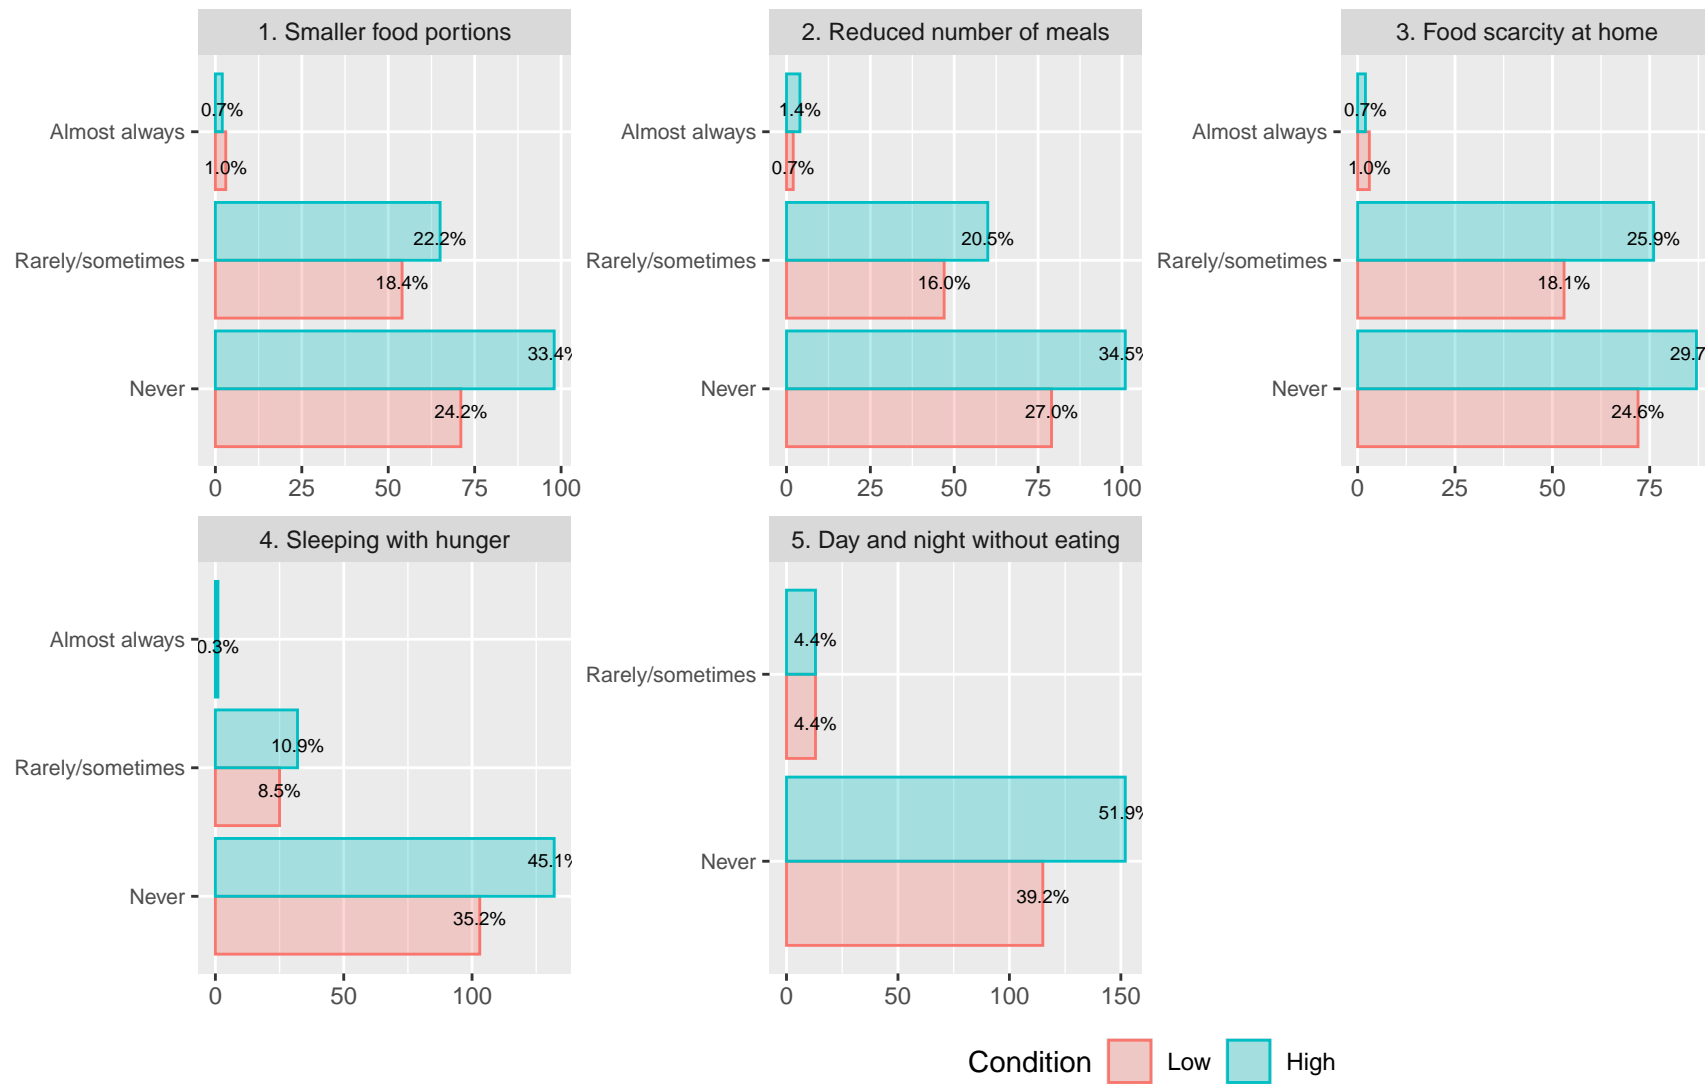 1. Smaller food portions
Almost always
0.7%
1.0%
Rarely/sometimes
22.2%
18.4%
Never
33.4%
24.2%
0 25 50 75 100
2. Reduced number of meals
Almost always
1.4%
0.7%
Rarely/sometimes
20.5%
16.0%
Never
34.5%
27.0%
0 25 50 75 100
3. Food scarcity at home
Almost always
0.7%
1.0%
Rarely/sometimes
25.9%
18.1%
Never
29.7
24.6%
0 25 50 75
4. Sleeping with hunger
Almost always
0.3%
Rarely/sometimes
10.9%
8.5%
Never
45.1%
35.2%
0 50 100
5. Day and night without eating
Rarely/sometimes
4.4%
4.4%
Never
51.9%
39.2%
0 50 100 150
Condition Low High